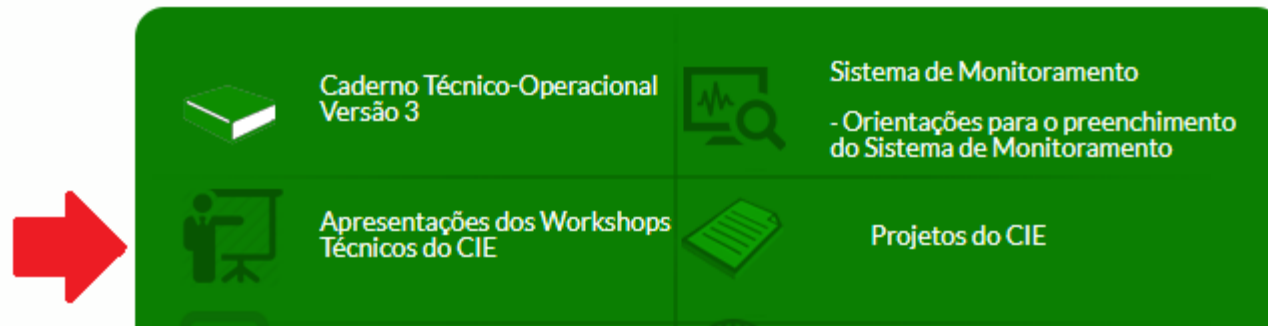 Caderno Técnico-Operacional
Versão 3
Sistema de Monitoramento
- Orientações para o preenchimento
do Sistema de Monitoramento
Apresentações dos Workshops
Técnicos do CIE
Projetos do CIE